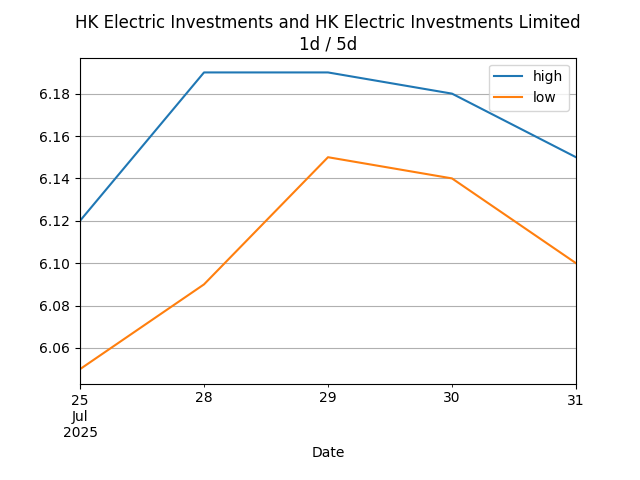 HK Electric Investments and HK Electric Investments Limited
1d / 5d
high
low
6.18
6.16
6.14
6.12
6.10
6.08
6.06
25 28 29 30 31
Jul
2025
Date